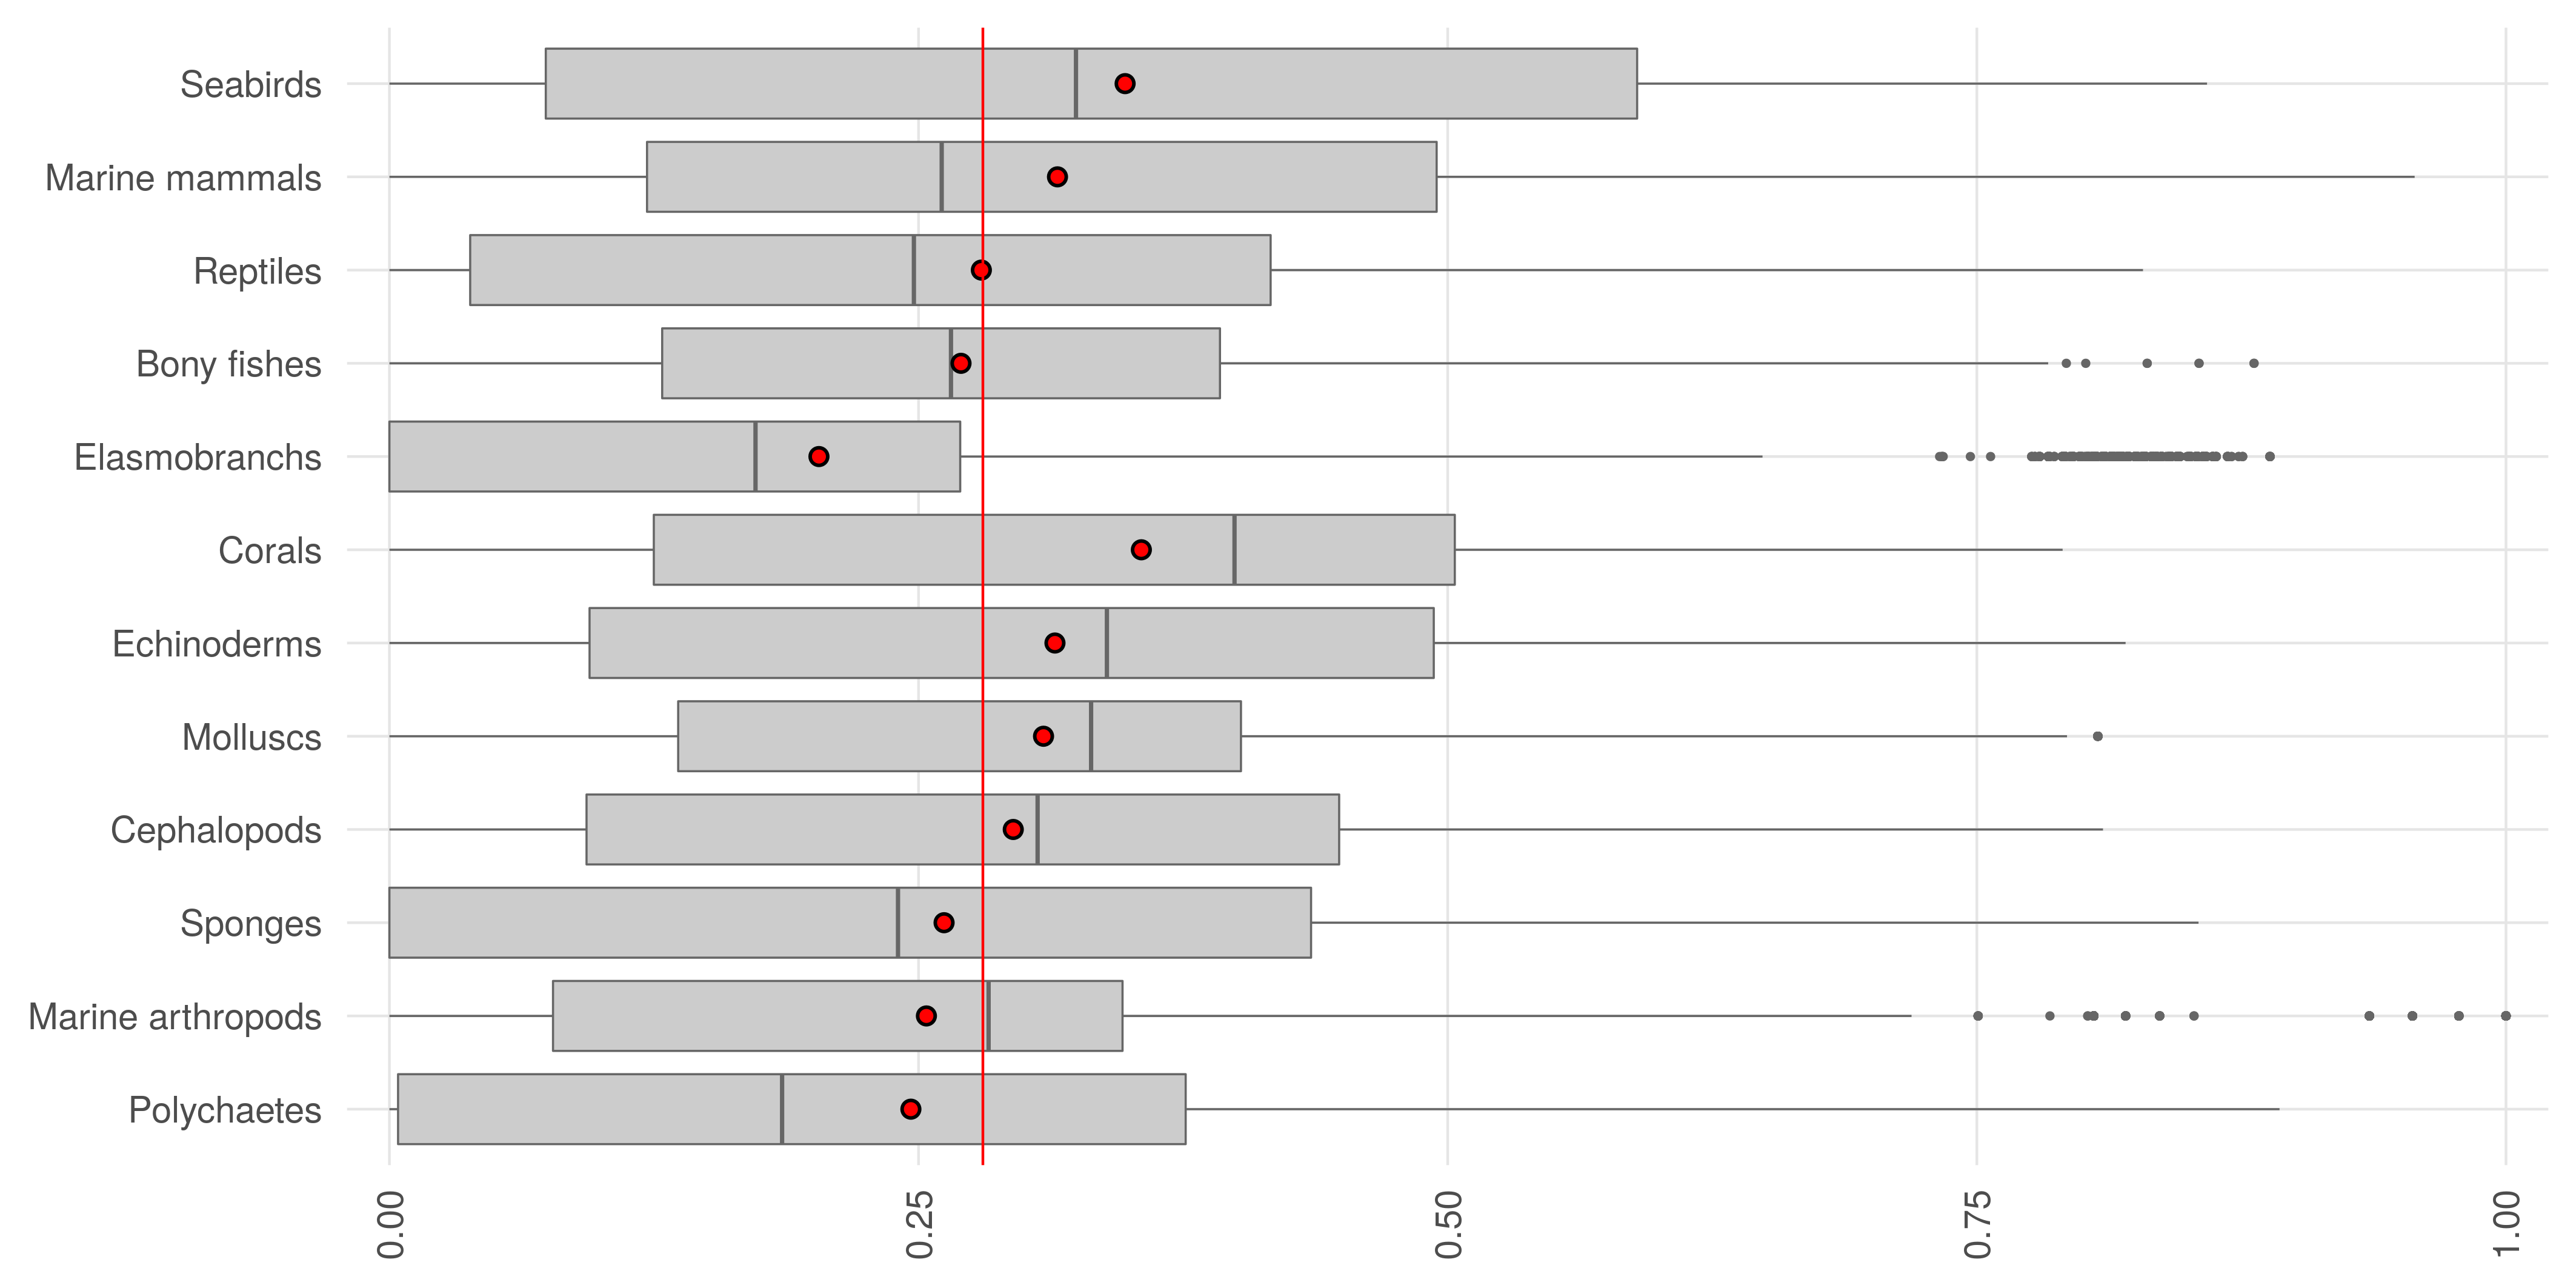 Seabirds
Marine mammals
Reptiles
Bony fishes
Elasmobranchs
Corals
Echinoderms
Molluscs
Cephalopods
Sponges
Marine arthropods
Polychaetes
0.00
0.25
0.50
0.75
1.00